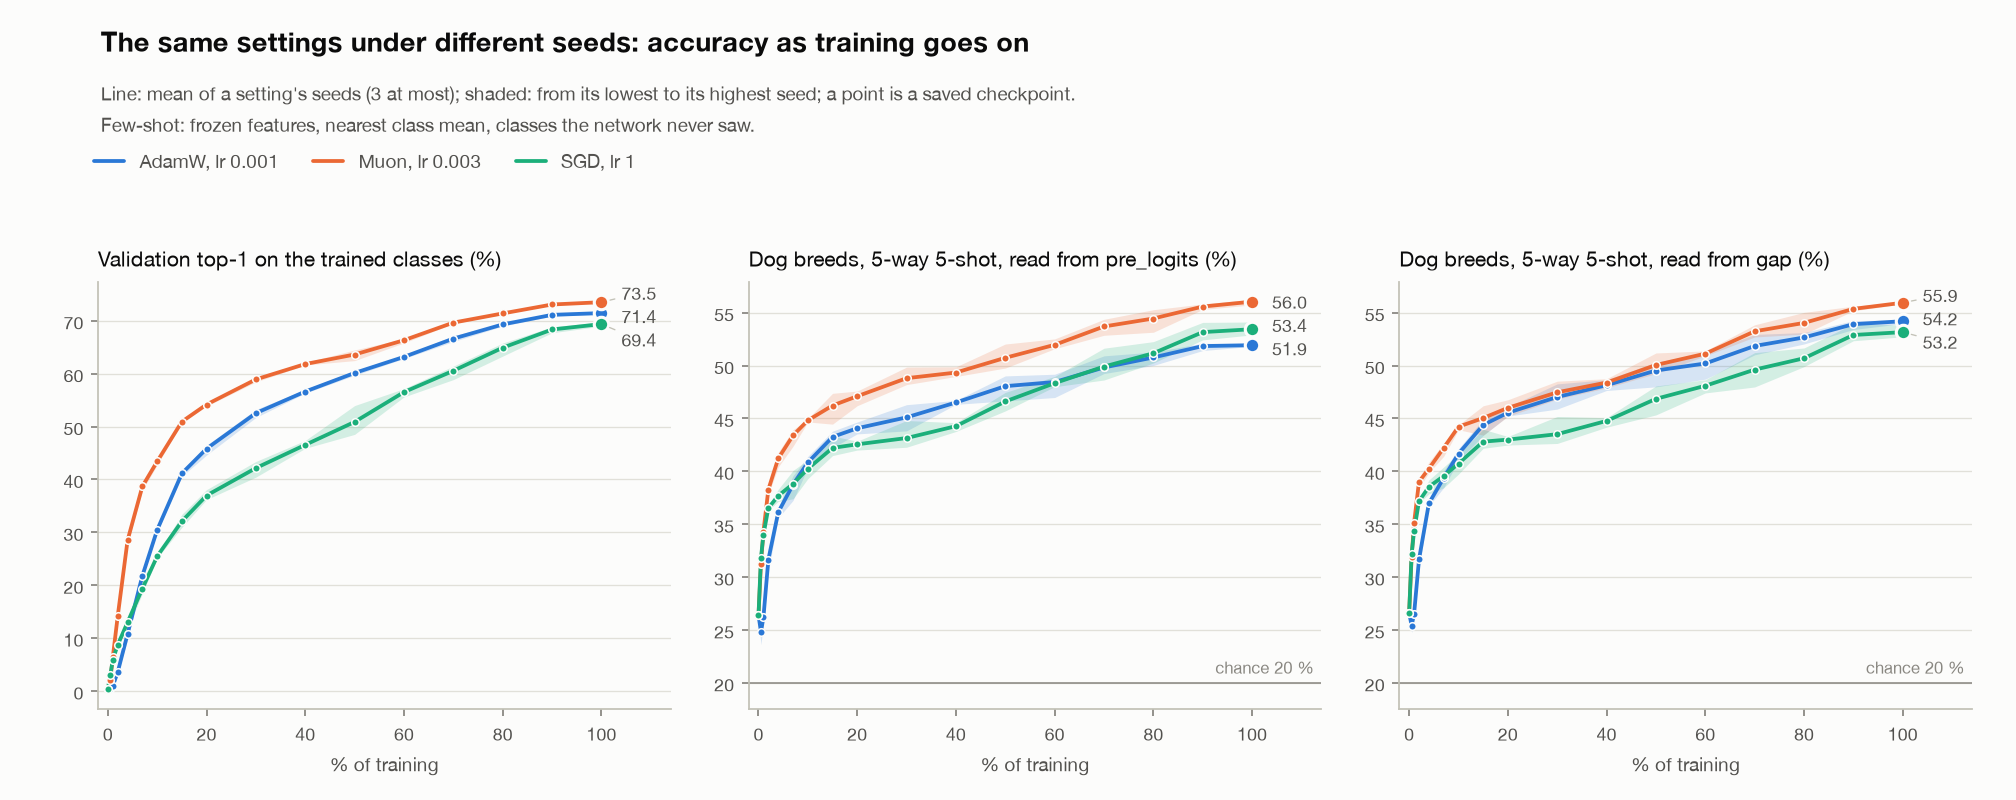 The same settings under different seeds: accuracy as training goes on
Line: mean of a setting's seeds (3 at most); shaded: from its lowest to its highest seed; a point is a saved checkpoint.
Few-shot: frozen features, nearest class mean, classes the network never saw.
AdamW, lr 0.001
Muon, lr 0.003
SGD, lr 1
Validation top-1 on the trained classes (%)
70
60
50
40
30
20
10
0
73.5
71.4
69.4
0 20 40 60 80 100
% of training
Dog breeds, 5-way 5-shot, read from pre_logits (%)
55
50
45
40
35
30
25
20
56.0
53.4
51.9
chance 20 %
0 20 40 60 80 100
% of training
Dog breeds, 5-way 5-shot, read from gap (%)
55
50
45
40
35
30
25
20
55.9
54.2
53.2
chance 20 %
0 20 40 60 80 100
% of training